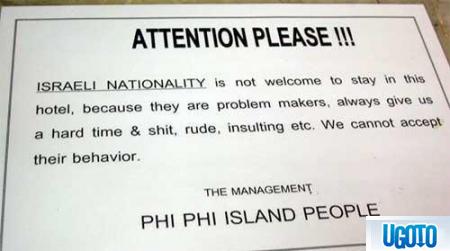 ATTENTION PLEASE !!!
ISRAELI NATIONALITY is not welcome to stay in this
hotel, because they are problem makers, always give us
a hard time & shit, rude, insulting etc. We cannot accept
their behavior.
THE MANAGEMENT
PHI PHI ISLAND PEOPLE
UGOTO